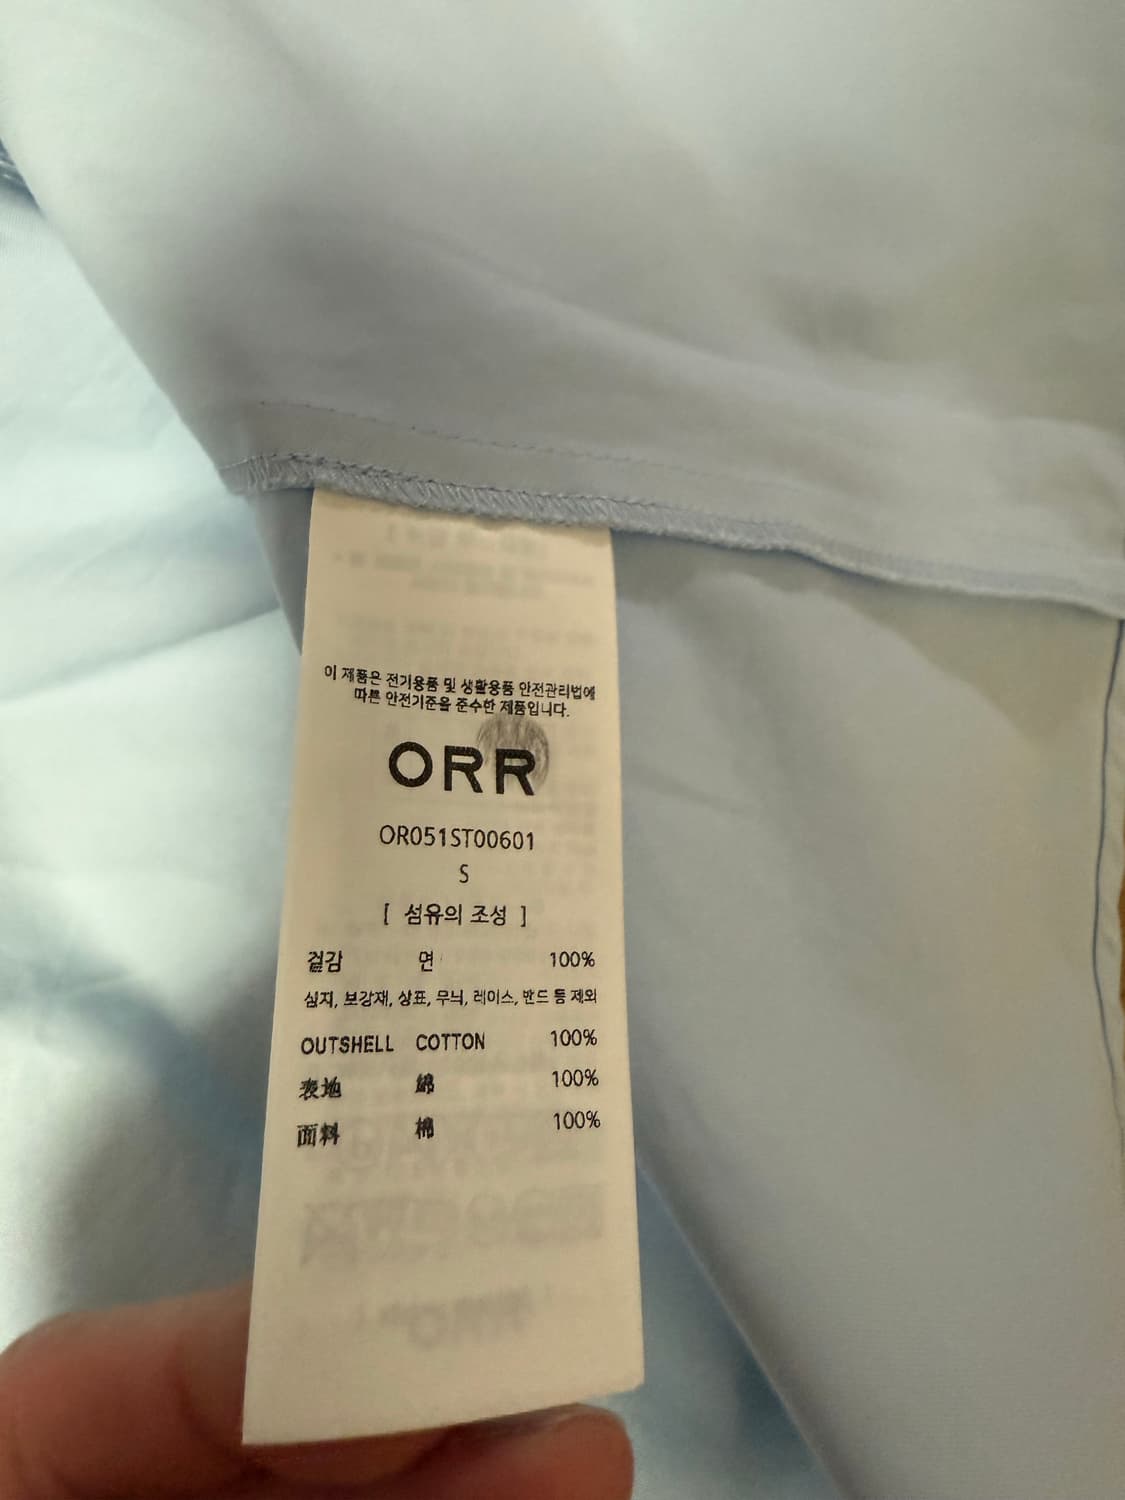 이 제품은 전기용품 및 생활용품 안전관리법에
따른 안전기준을 준수한 제품입니다.
ORR
OR051ST00601
S
[ 섬유의 조성 ]
겉감 면 100%
심지, 보강재, 상표, 무늬, 레이스, 밴드 등 제외
OUTSHELL COTTON 100%
表地 綿 100%
面料 棉 100%